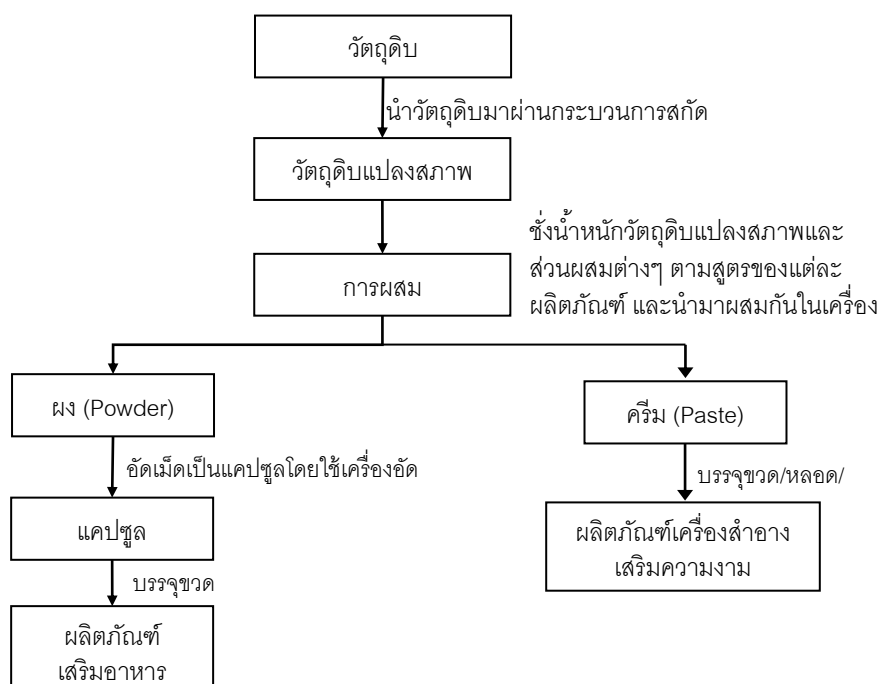 วัตถุดิบ
นำวัตถุดิบมาผ่านกระบวนการสกัด
วัตถุดิบแปลงสภาพ
ชั่งน้ำหนักวัตถุดิบแปลงสภาพและ
ส่วนผสมต่างๆ ตามสูตรของแต่ละ
ผลิตภัณฑ์ และนำมาผสมกันในเครื่อง
การผสม
ผง (Powder)
ครีม (Paste)
อัดเม็ดเป็นแคปซูลโดยใช้เครื่องอัด
บรรจุขวด/หลอด/
แคปซูล
ผลิตภัณฑ์เครื่องสำอาง
เสริมความงาม
บรรจุขวด
ผลิตภัณฑ์
เสริมอาหาร